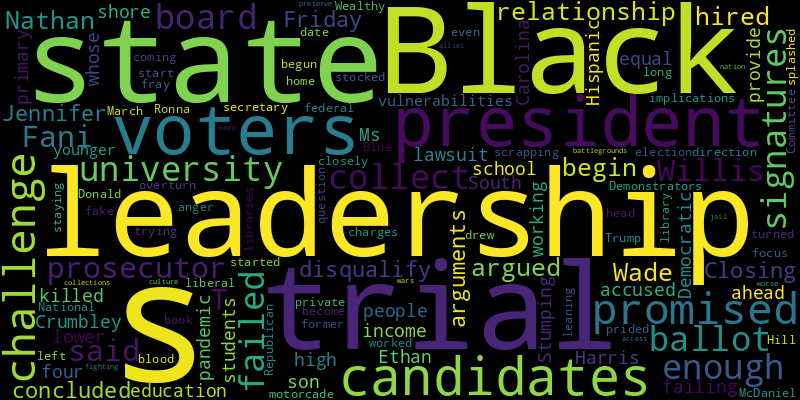 Nathan shore board Friday relationship hired
Wealthy preserve date even Carolina Hispanic
primary whose state Black signatures
coming start fray begun home stocked equal long provide splashed
Jennifer March Ronna secretary federal vulnerabilities implications Committee
Fani voters Ms president nation
younger Blue closely lawsuit scrapping election direction
battlegrounds
university collect South school begin Willis
challenge staying Donald overturn question Demonstrators
fake anger libraries leadership working library head jail
trying charges drew arguments Trump turned
prosecutor started disqualify argued Democratic closing focus
collections culture liberal wars Wade
killed S T trial private become people accused ahead prided worse
National Crumbley book former income Stumping leaning promised access
lower said pandemic students failed Republican worked Harris ballot Hill
left blood Ethan
four fighting high candidates enough
concluded education son motorcade failing McDaniel
allies